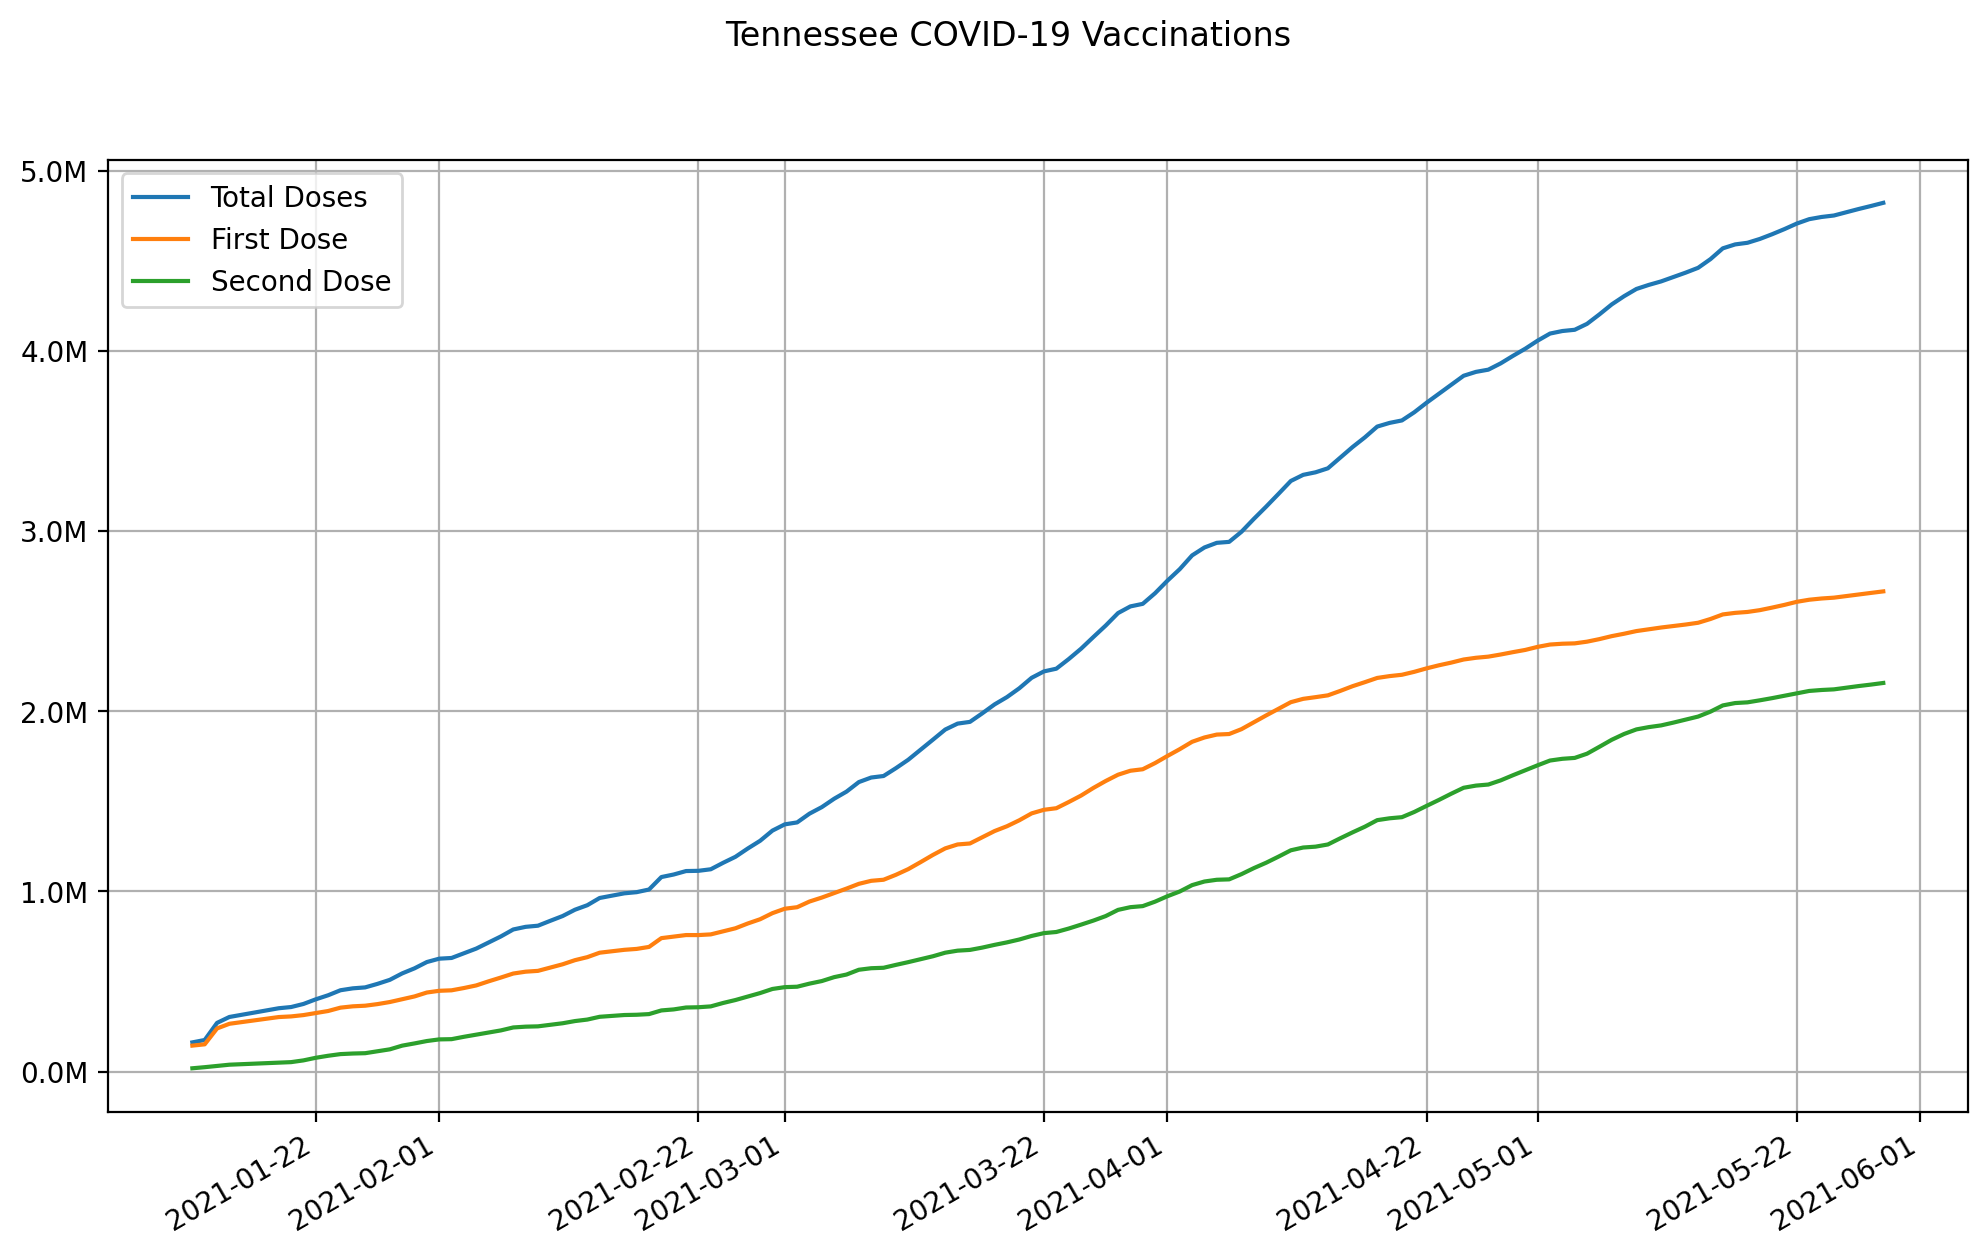 Tennessee COVID-19 Vaccinations
5.0M
4.0M
3.0M
2.0M
1.0M
0.0M
Total Doses
First Dose
Second Dose
2021-01-22
2021-02-01
2021-02-22
2021-03-01
2021-03-22
2021-04-01
2021-04-22
2021-05-01
2021-05-22
2021-06-01